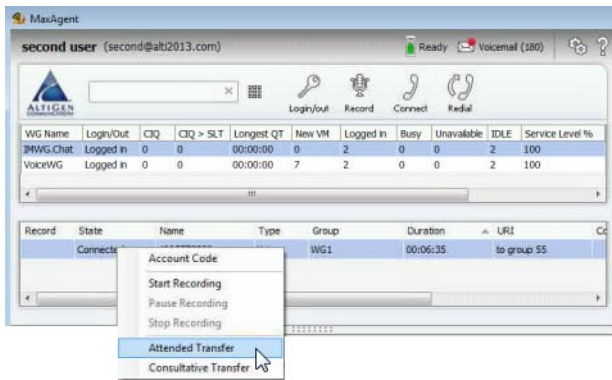 MaxAgent
second user (second@alti2013.com)
Ready Voicemail (180)
ALTIGEN
COMMUNICATIONS
Login/out Record Connect Redial
WG Name Login/Out CIQ CIQ > SLT Longest QT New VM Logged in Busy Unavailable IDLE Service Level %
IMWG.Chat Logged in 0 0 00:00:00 0 2 0 0 2 100
VoiceWG Logged in 0 0 00:00:00 7 2 0 0 2 100
Record State Name Type Group Duration URI
WG1 00:06:35 to group 55
Account Code
Start Recording
Pause Recording
Stop Recording
Attended Transfer
Consultative Transfer